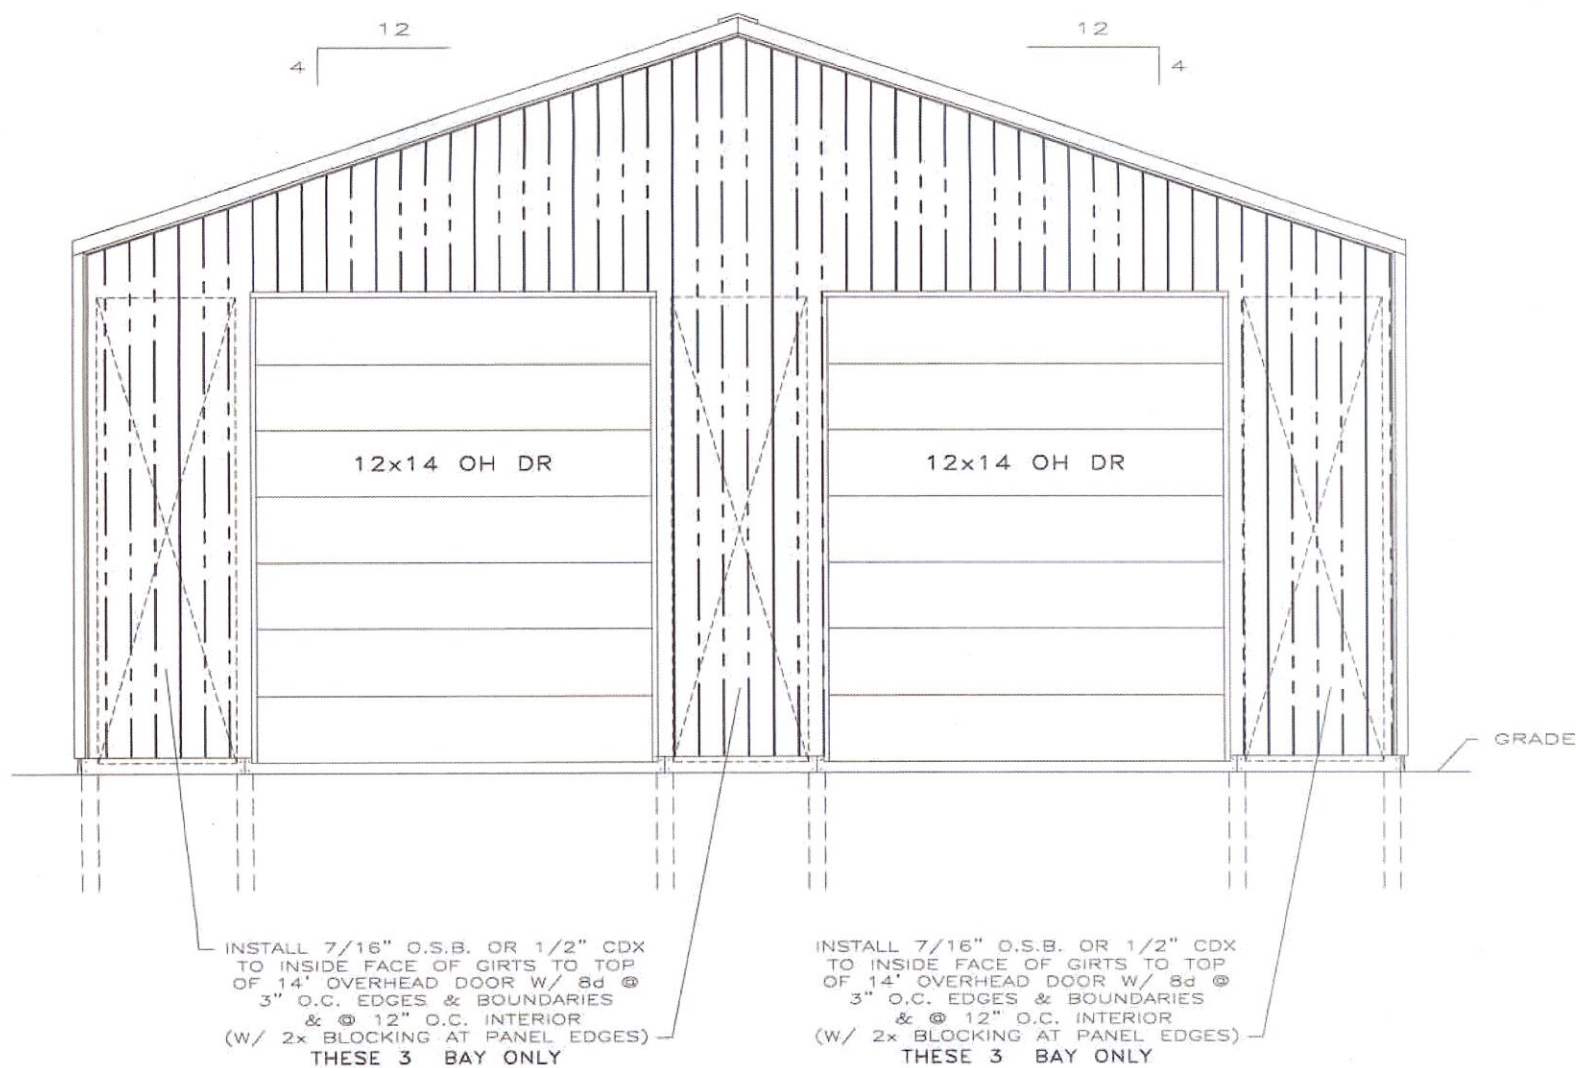 12
4
12
4
12x14 OH DR
12x14 OH DR
GRADE
INSTALL 7/16" O.S.B. OR 1/2" CDX
TO INSIDE FACE OF GIRTS TO TOP
OF 14' OVERHEAD DOOR W/ 8d @
3" O.C. EDGES & BOUNDARIES
& @ 12" O.C. INTERIOR
(W/ 2x BLOCKING AT PANEL EDGES)
THESE 3 BAY ONLY
INSTALL 7/16" O.S.B. OR 1/2" CDX
TO INSIDE FACE OF GIRTS TO TOP
OF 14' OVERHEAD DOOR W/ 8d @
3" O.C. EDGES & BOUNDARIES
& @ 12" O.C. INTERIOR
(W/ 2x BLOCKING AT PANEL EDGES)
THESE 3 BAY ONLY